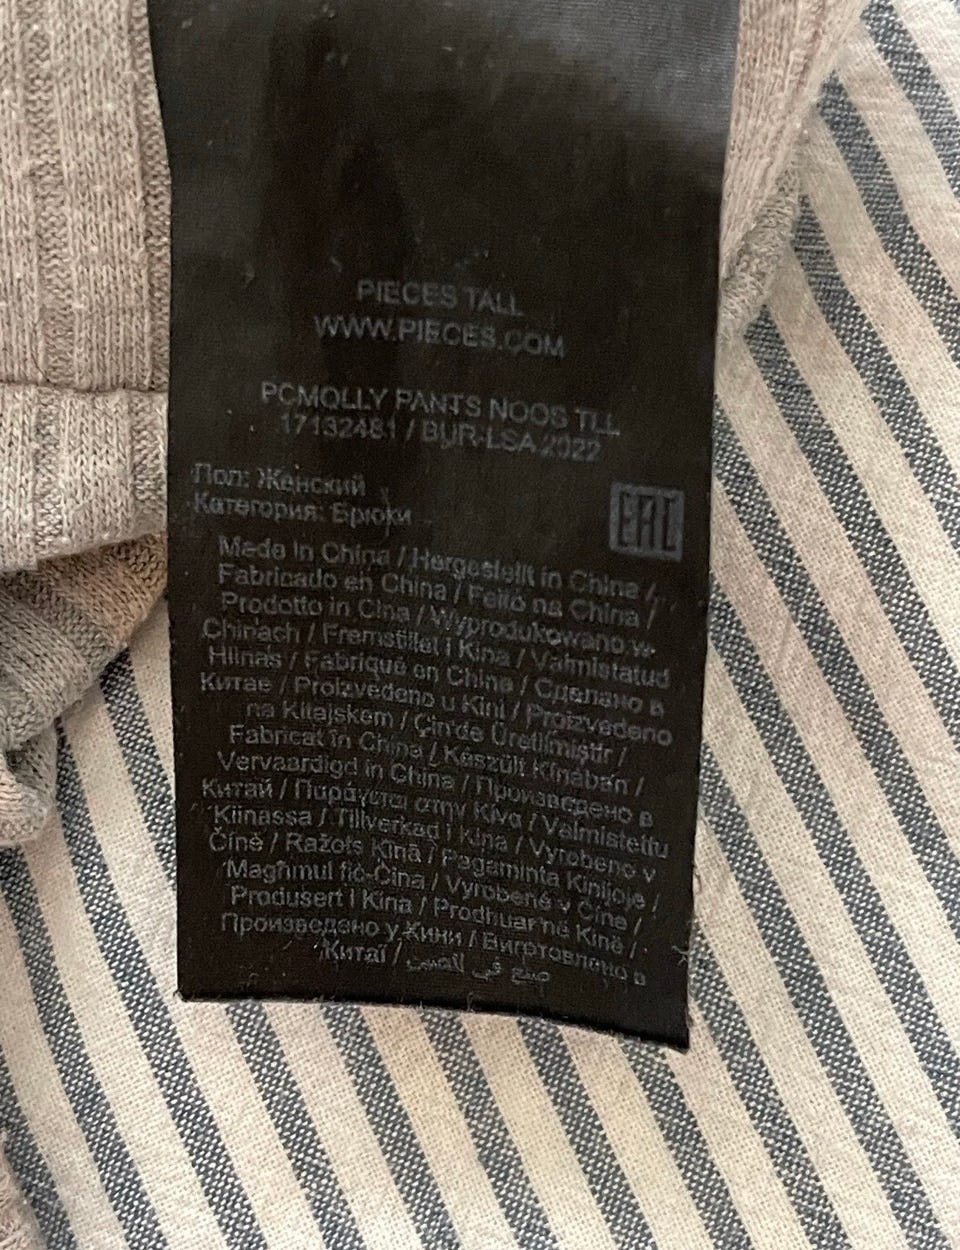 PIECES TALL
WWW.PIECES.COM
PCMOLLY PANTS NOOS TLL
17132481 / BUR-LSA 2022
Пол: Женский
Категория: Брюки
EAC
Made in China / Hergestellt in China /
Fabricado en China / Feito na China /
Prodotto in Cina / Wyprodukowano w
Chinach / Fremstillet i Kina / Valmistatud
Hiinas / Fabriqué en China / Сделано в
Китае / Proizvedeno u Kini / Proizvedeno
na Kitajskem / Çin'de Üretilmiştir /
Fabricat în China / Készült Kínában /
Vervaardigd in China / Произведено в
Китай / Παράγεται στην Κίνα / Valmistettu
Kiinassa / Tillverkad i Kina / Vyrobeno v
Číně / Ražots Ķīnā / Pagaminta Kinijoje /
Magħmul fiċ-Ċina / Vyrobené v Číne /
Produsert i Kina / Prodhuar në Kinë /
Произведено у Кини / Виготовлено в
Китаї / صنع في الصين